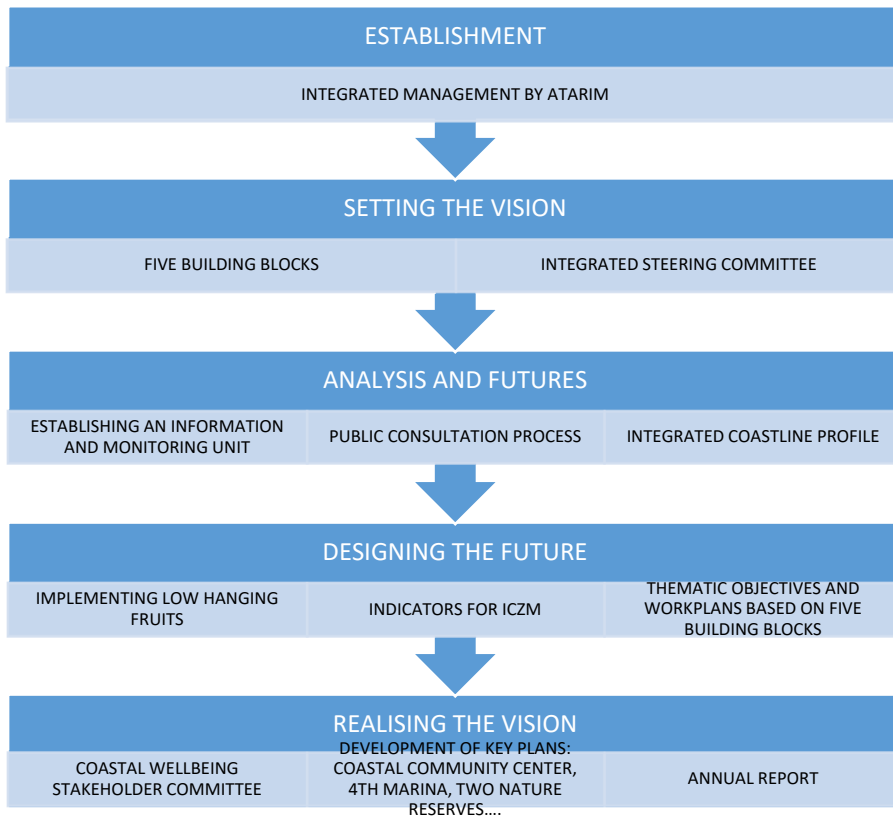 ESTABLISHMENT
INTEGRATED MANAGEMENT BY ATARIM
SETTING THE VISION
FIVE BUILDING BLOCKS
INTEGRATED STEERING COMMITTEE
ANALYSIS AND FUTURES
ESTABLISHING AN INFORMATION
AND MONITORING UNIT
PUBLIC CONSULTATION PROCESS
INTEGRATED COASTLINE PROFILE
DESIGNING THE FUTURE
IMPLEMENTING LOW HANGING
FRUITS
INDICATORS FOR ICZM
THEMATIC OBJECTIVES AND
WORKPLANS BASED ON FIVE
BUILDING BLOCKS
REALISING THE VISION
COASTAL WELLBEING
STAKEHOLDER COMMITTEE
DEVELOPMENT OF KEY PLANS:
COASTAL COMMUNITY CENTER,
4TH MARINA, TWO NATURE
RESERVES....
ANNUAL REPORT